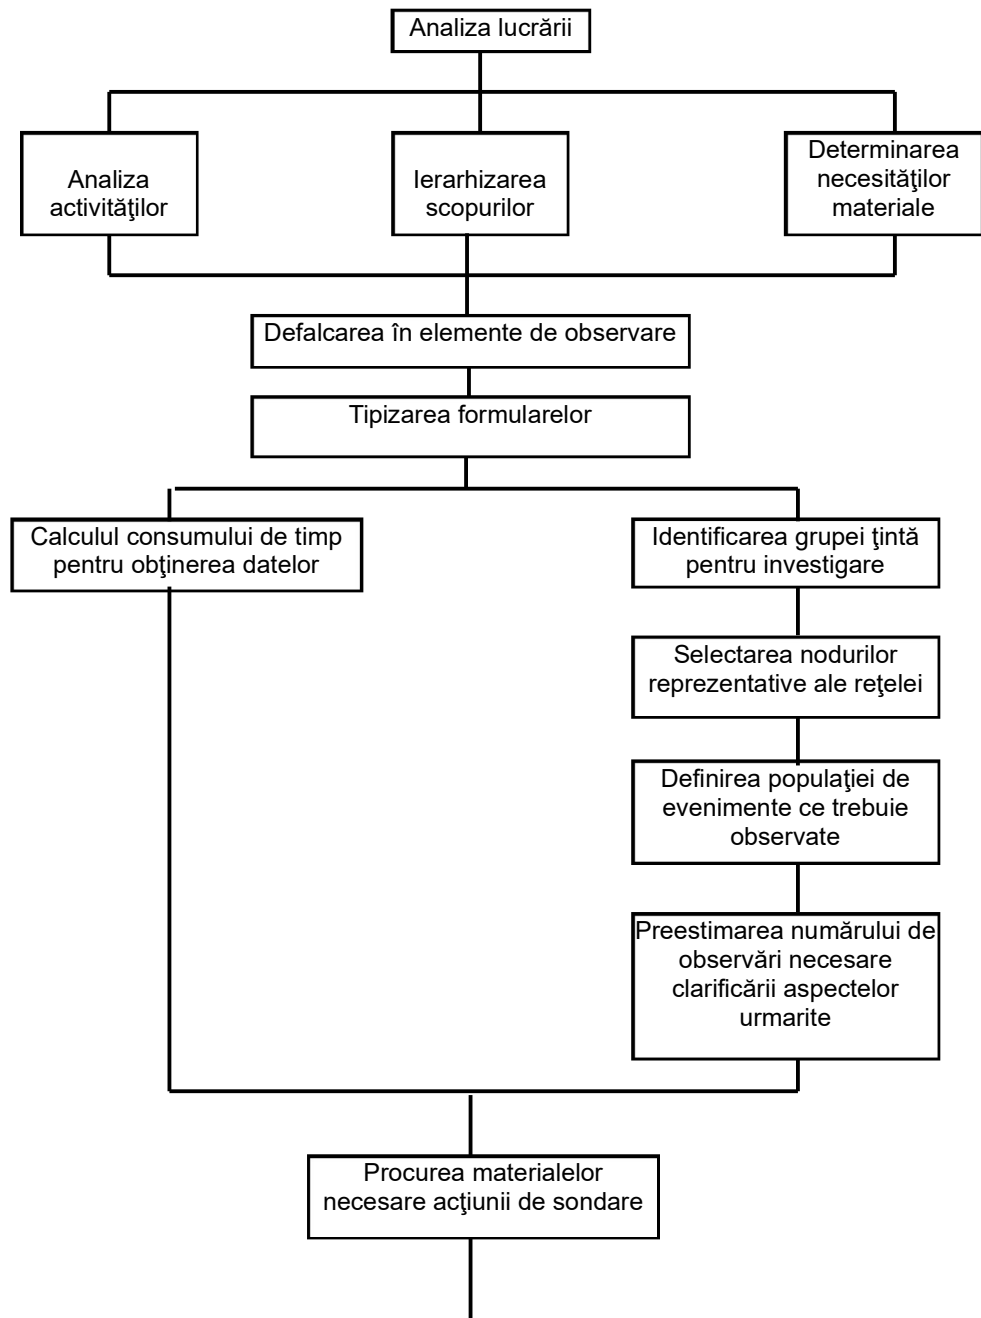 Analiza lucrării
Analiza
activităţilor
Ierarhizarea
scopurilor
Determinarea
necesităţilor
materiale
Defalcarea în elemente de observare
Tipizarea formularelor
Calculul consumului de timp
pentru obţinerea datelor
Identificarea grupei ţintă
pentru investigare
Selectarea nodurilor
reprezentative ale reţelei
Definirea populaţiei de
evenimente ce trebuie
observate
Preestimarea numărului de
observări necesare
clarificării aspectelor
urmarite
Procurea materialelor
necesare acţiunii de sondare